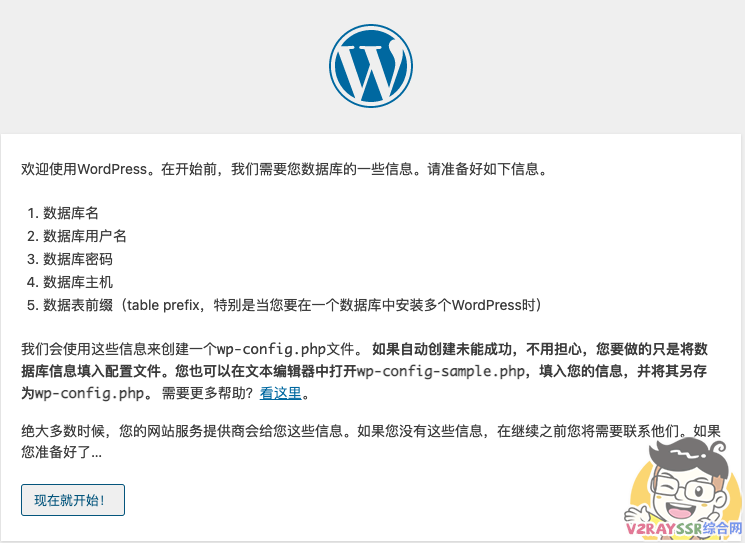 欢迎使用WordPress。在开始前，我们需要您数据库的一些信息。请准备好如下信息。
1. 数据库名
2. 数据库用户名
3. 数据库密码
4. 数据库主机
5. 数据表前缀（table prefix，特别是当您要在一个数据库中安装多个WordPress时）
我们会使用这些信息来创建一个wp-config.php文件。 如果自动创建未能成功，不用担心，您要做的只是将数
据库信息填入配置文件。您也可以在文本编辑器中打开wp-config-sample.php，填入您的信息，并将其另存
为wp-config.php。 需要更多帮助？看这里。
绝大多数时候，您的网站服务提供商会给您这些信息。如果您没有这些信息，在继续之前您将需要联系他们。如果
您准备好了...
现在就开始！
V2RAYSSR综合网